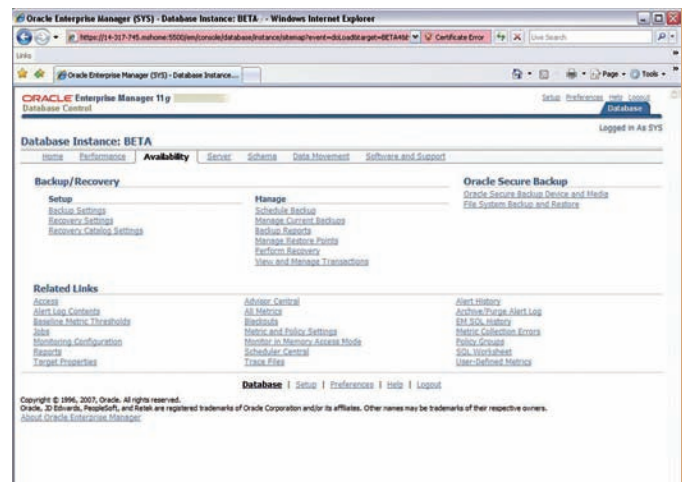 Oracle Enterprise Manager (SYS) - Database Instance: BETA - Windows Internet Explorer
Certificate Error
Live Search
Links
Oracle Enterprise Manager (SYS) - Database Instance...
Page Tools
ORACLE Enterprise Manager 11g
Database Control
Setup Preferences Help Logout
Database
Logged in As SYS
Database Instance: BETA
Home Performance Availability Server Schema Data Movement Software and Support
Backup/Recovery
Setup
Backup Settings
Recovery Settings
Recovery Catalog Settings
Manage
Schedule Backup
Manage Current Backups
Backup Reports
Manage Restore Points
Perform Recovery
View and Manage Transactions
Oracle Secure Backup
Oracle Secure Backup Device and Media
File System Backup and Restore
Related Links
Access
Alert Log Contents
Baseline Metric Thresholds
Jobs
Monitoring Configuration
Reports
Target Properties
Advisor Central
All Metrics
Blackouts
Metric and Policy Settings
Monitor in Memory Access Mode
Scheduler Central
Trace Files
Alert History
Archive/Purge Alert Log
EM SQL History
Metric Collection Errors
Policy Groups
SQL Worksheet
User-Defined Metrics
Database | Setup | Preferences | Help | Logout
Copyright © 1996, 2007, Oracle. All rights reserved.
Oracle, JD Edwards, PeopleSoft, and Retek are registered trademarks of Oracle Corporation and/or its affiliates. Other names may be trademarks of their respective owners.
About Oracle Enterprise Manager